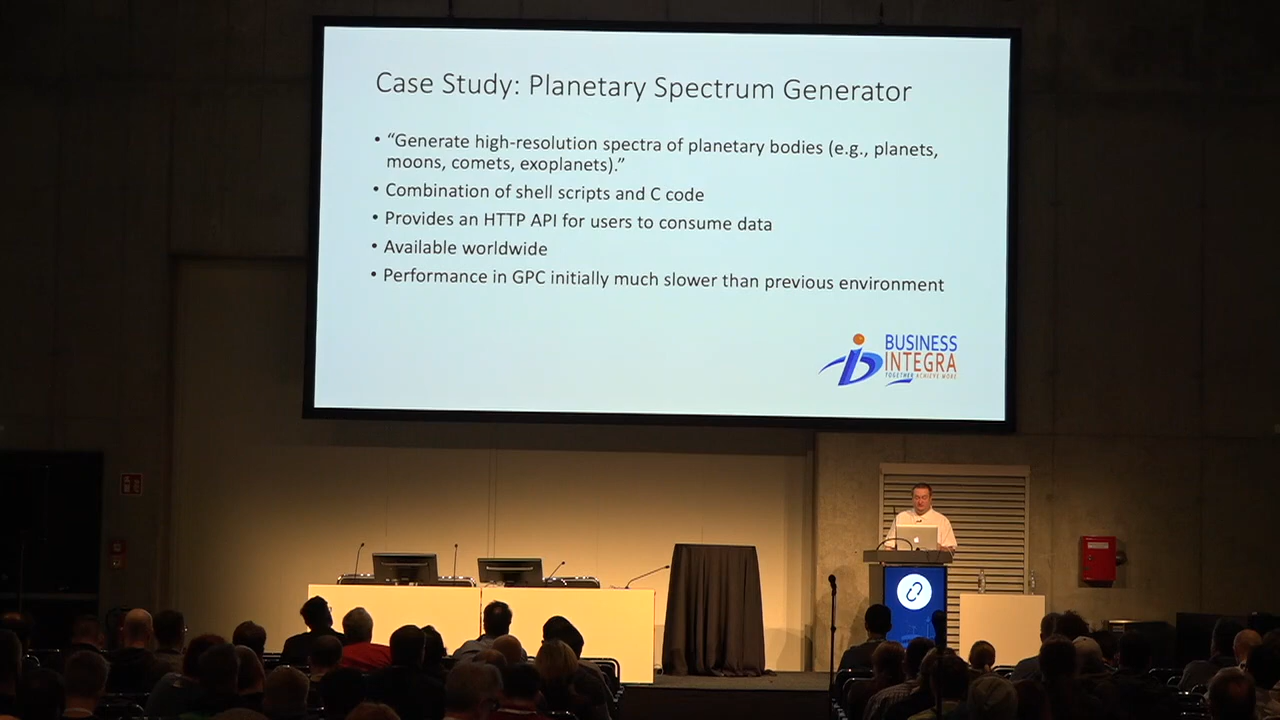 Case Study: Planetary Spectrum Generator
• “Generate high-resolution spectra of planetary bodies (e.g., planets,
moons, comets, exoplanets).”
• Combination of shell scripts and C code
• Provides an HTTP API for users to consume data
• Available worldwide
• Performance in GPC initially much slower than previous environment
BUSINESS
INTEGRA
TOGETHER ACHIEVE MORE